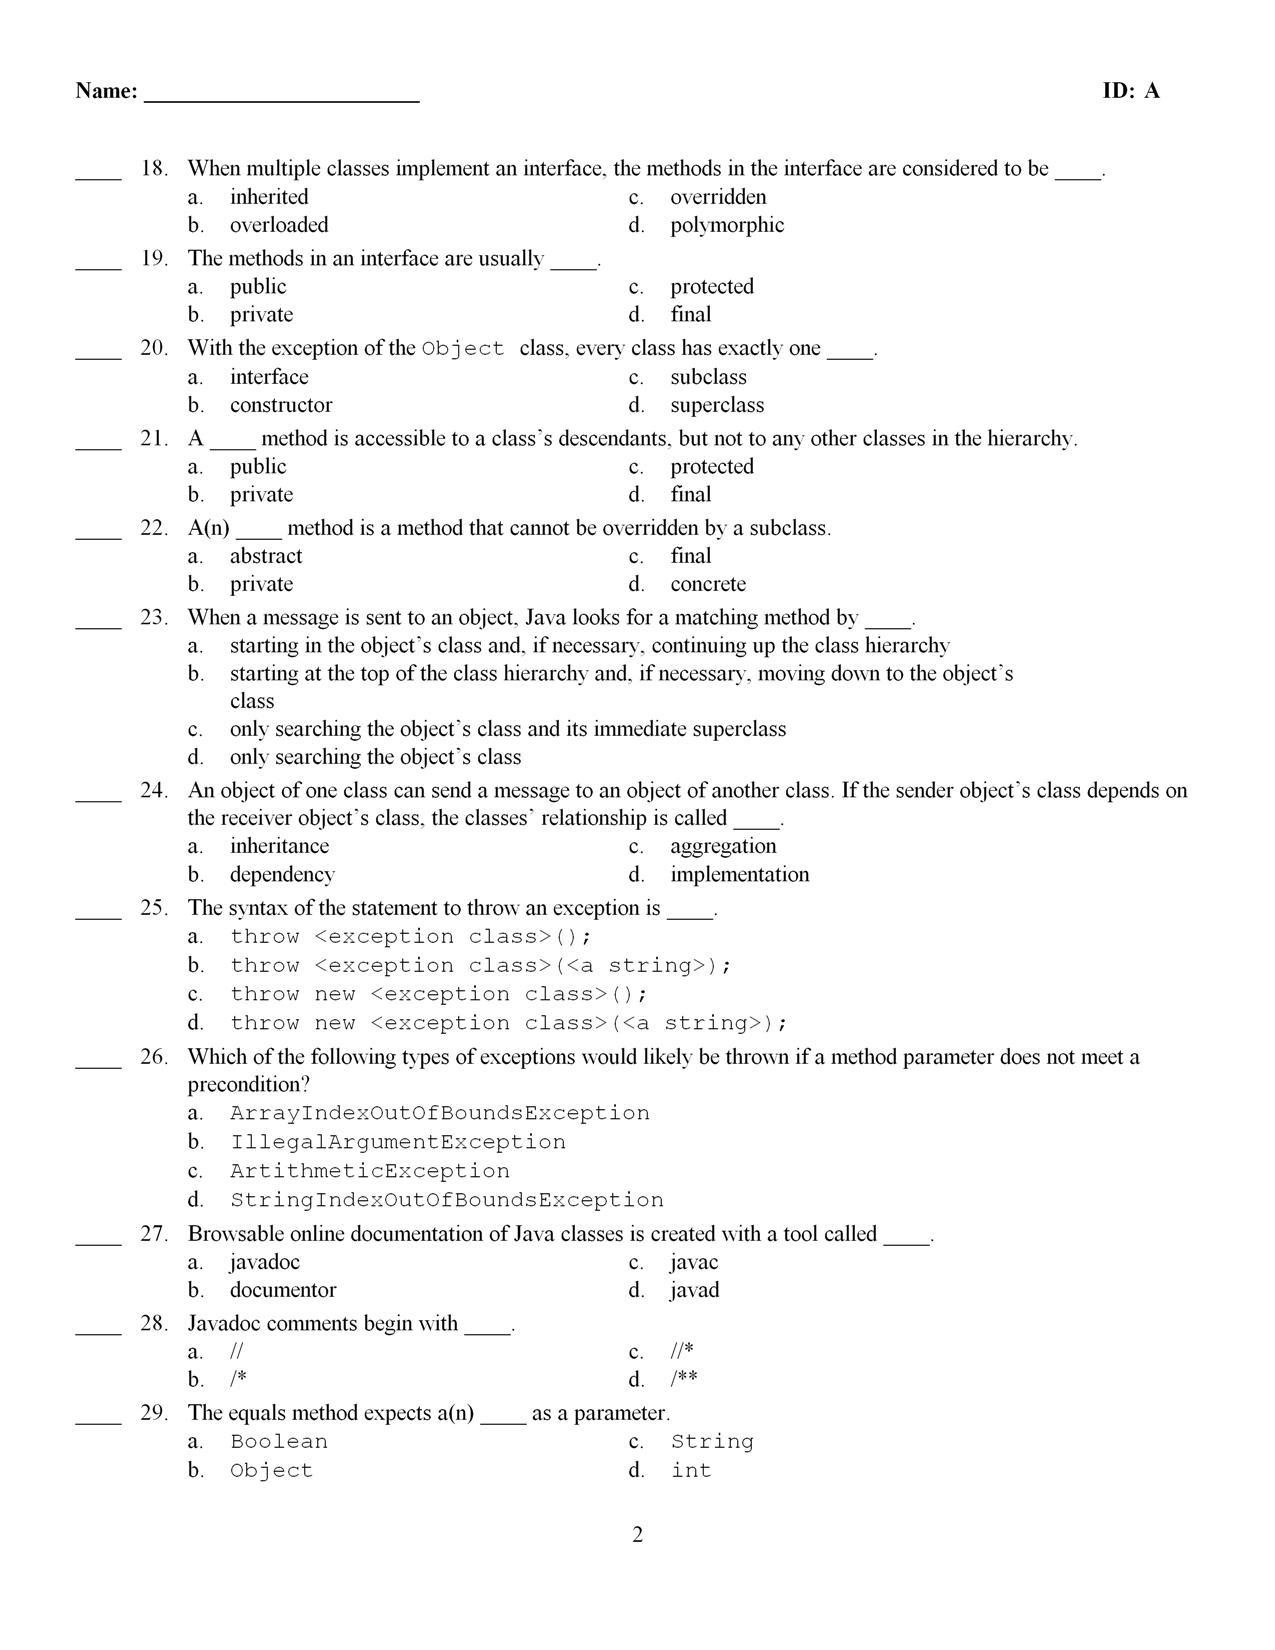 Name: _______________________ ID: A
____ 18. When multiple classes implement an interface, the methods in the interface are considered to be ____.
a. inherited c. overridden
b. overloaded d. polymorphic
____ 19. The methods in an interface are usually ____.
a. public c. protected
b. private d. final
____ 20. With the exception of the Object class, every class has exactly one ____.
a. interface c. subclass
b. constructor d. superclass
____ 21. A ____ method is accessible to a class’s descendants, but not to any other classes in the hierarchy.
a. public c. protected
b. private d. final
____ 22. A(n) ____ method is a method that cannot be overridden by a subclass.
a. abstract c. final
b. private d. concrete
____ 23. When a message is sent to an object, Java looks for a matching method by ____.
a. starting in the object’s class and, if necessary, continuing up the class hierarchy
b. starting at the top of the class hierarchy and, if necessary, moving down to the object’s
class
c. only searching the object’s class and its immediate superclass
d. only searching the object’s class
____ 24. An object of one class can send a message to an object of another class. If the sender object’s class depends on
the receiver object’s class, the classes’ relationship is called ____.
a. inheritance c. aggregation
b. dependency d. implementation
____ 25. The syntax of the statement to throw an exception is ____.
a. throw <exception class>();
b. throw <exception class>(<a string>);
c. throw new <exception class>();
d. throw new <exception class>(<a string>);
____ 26. Which of the following types of exceptions would likely be thrown if a method parameter does not meet a
precondition?
a. ArrayIndexOutOfBoundsException
b. IllegalArgumentException
c. ArtithmeticException
d. StringIndexOutOfBoundsException
____ 27. Browsable online documentation of Java classes is created with a tool called ____.
a. javadoc c. javac
b. documentor d. javad
____ 28. Javadoc comments begin with ____.
a. // c. //*
b. /* d. /**
____ 29. The equals method expects a(n) ____ as a parameter.
a. Boolean c. String
b. Object d. int
2